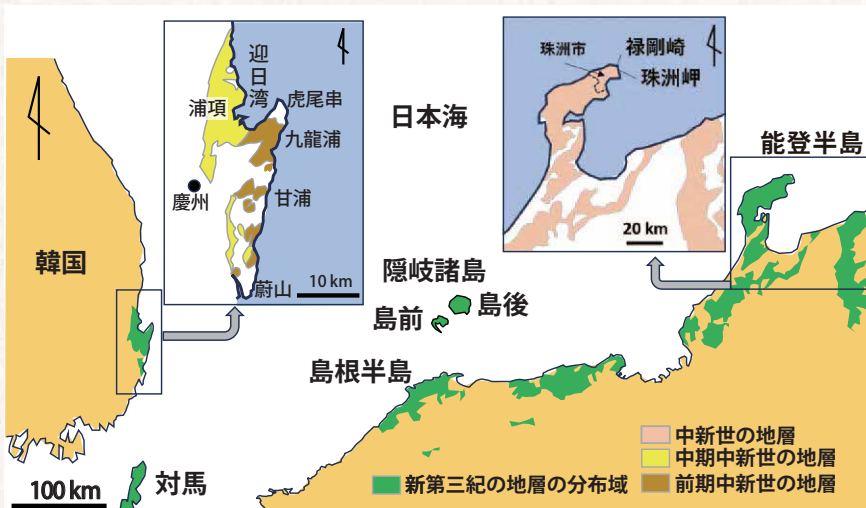 迎日湾
浦項
虎尾串
九龍浦
慶州
甘浦
蔚山
10 km
韓国
日本海
珠洲市
禄剛崎
珠洲岬
20 km
能登半島
隠岐諸島
島前
島後
島根半島
対馬
100 km
中新世の地層
中期中新世の地層
新第三紀の地層の分布域
前期中新世の地層